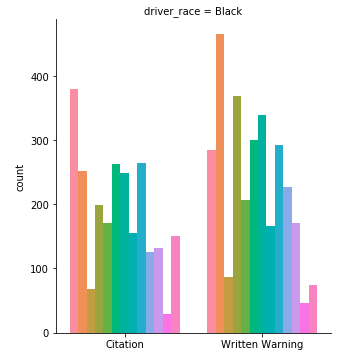 driver_race = Black
400
300
200
100
0
count
Citation
Written Warning